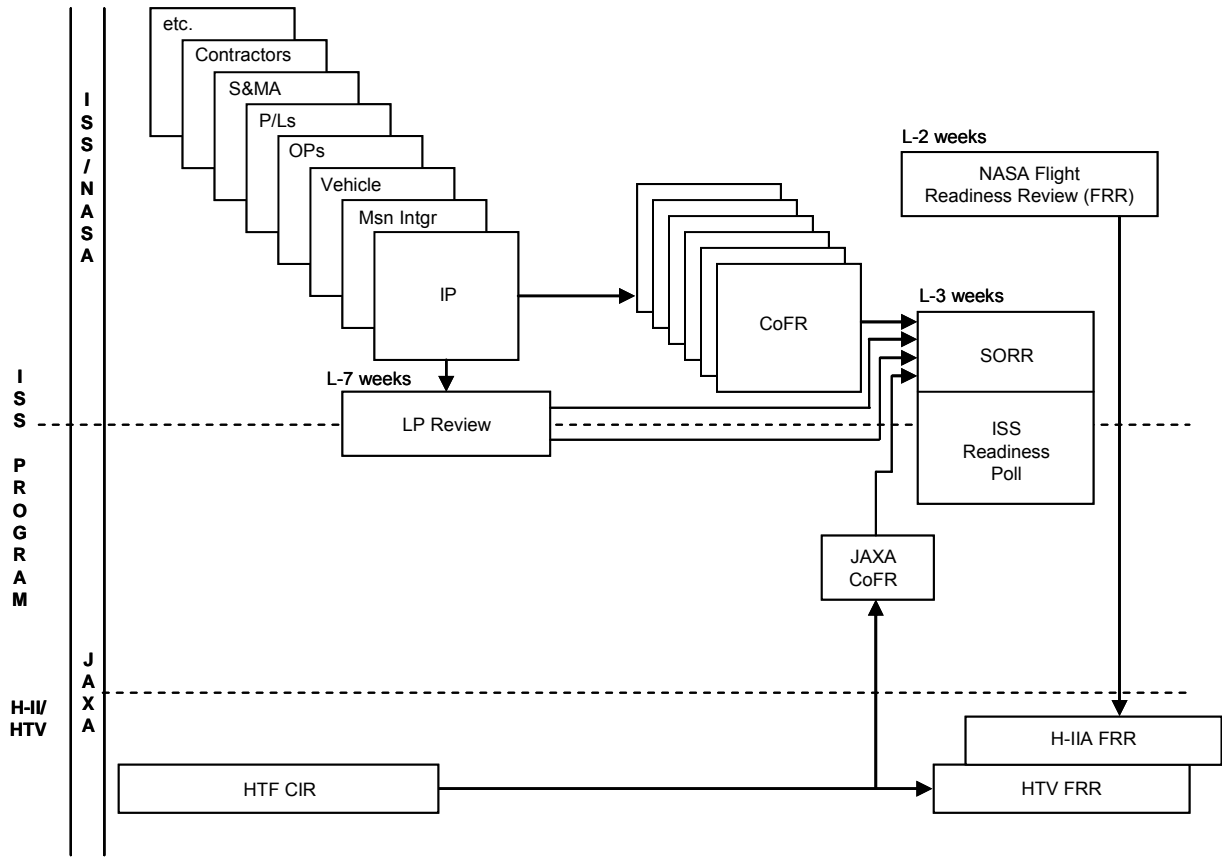 etc.
Contractors
S&MA
P/Ls
OPs
Vehicle
Msn Intgr
IP
L-7 weeks
LP Review
CoFR
L-2 weeks
NASA Flight
Readiness Review (FRR)
L-3 weeks
SORR
ISS
Readiness
Poll
JAXA
CoFR
H-IIA FRR
HTV FRR
HTF CIR
ISS/NASA
ISS PROGRAM
JAXA
H-II/
HTV